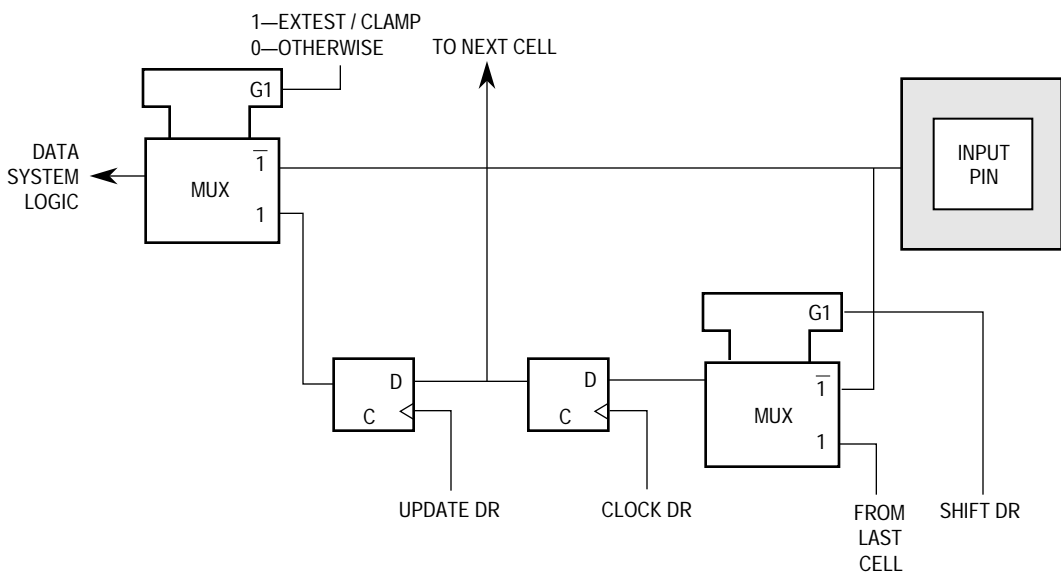 1—EXTEST / CLAMP
0—OTHERWISE
TO NEXT CELL
G1
DATA
SYSTEM
LOGIC
MUX
1̅
1
INPUT
PIN
G1
D
C
D
C
MUX
1̅
1
UPDATE DR
CLOCK DR
FROM
LAST
CELL
SHIFT DR